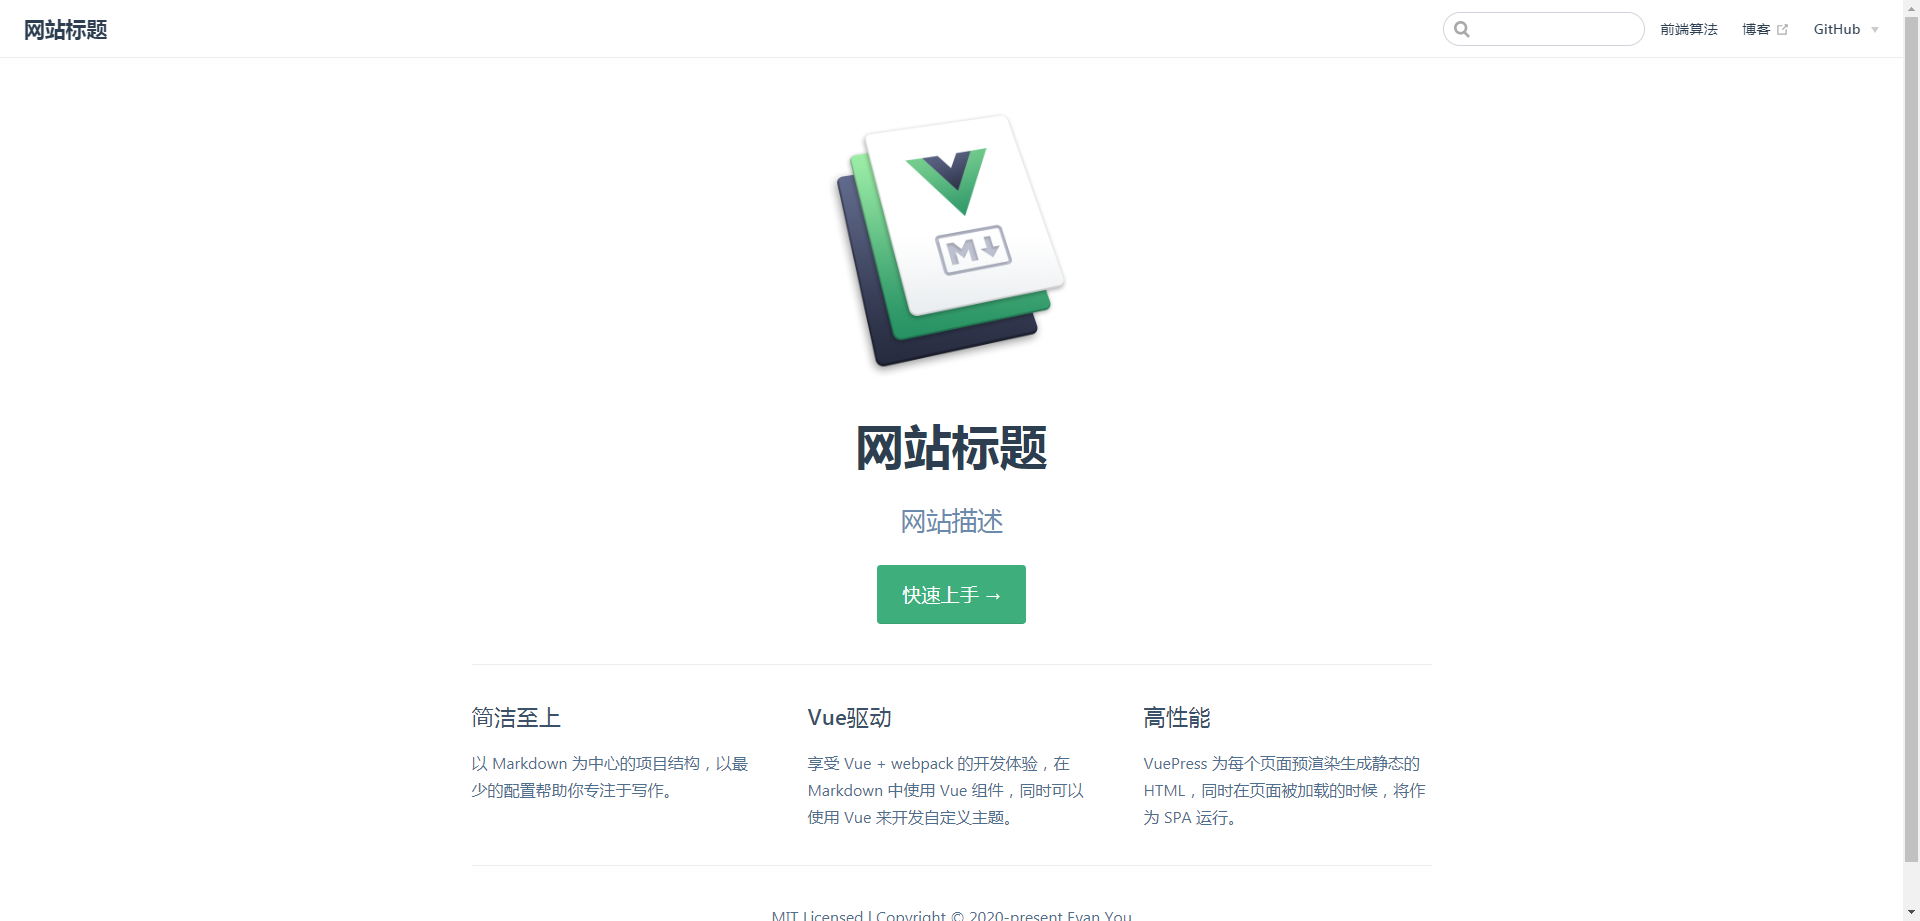 网站标题
前端算法 博客 GitHub
M
网站标题
网站描述
快速上手 →
简洁至上
以 Markdown 为中心的项目结构，以最
少的配置帮助你专注于写作。
Vue驱动
享受 Vue + webpack 的开发体验，在
Markdown 中使用 Vue 组件，同时可以
使用 Vue 来开发自定义主题。
高性能
VuePress 为每个页面预渲染生成静态的
HTML，同时在页面被加载的时候，将作
为 SPA 运行。
MIT Licensed | Copyright © 2020-present Evan You